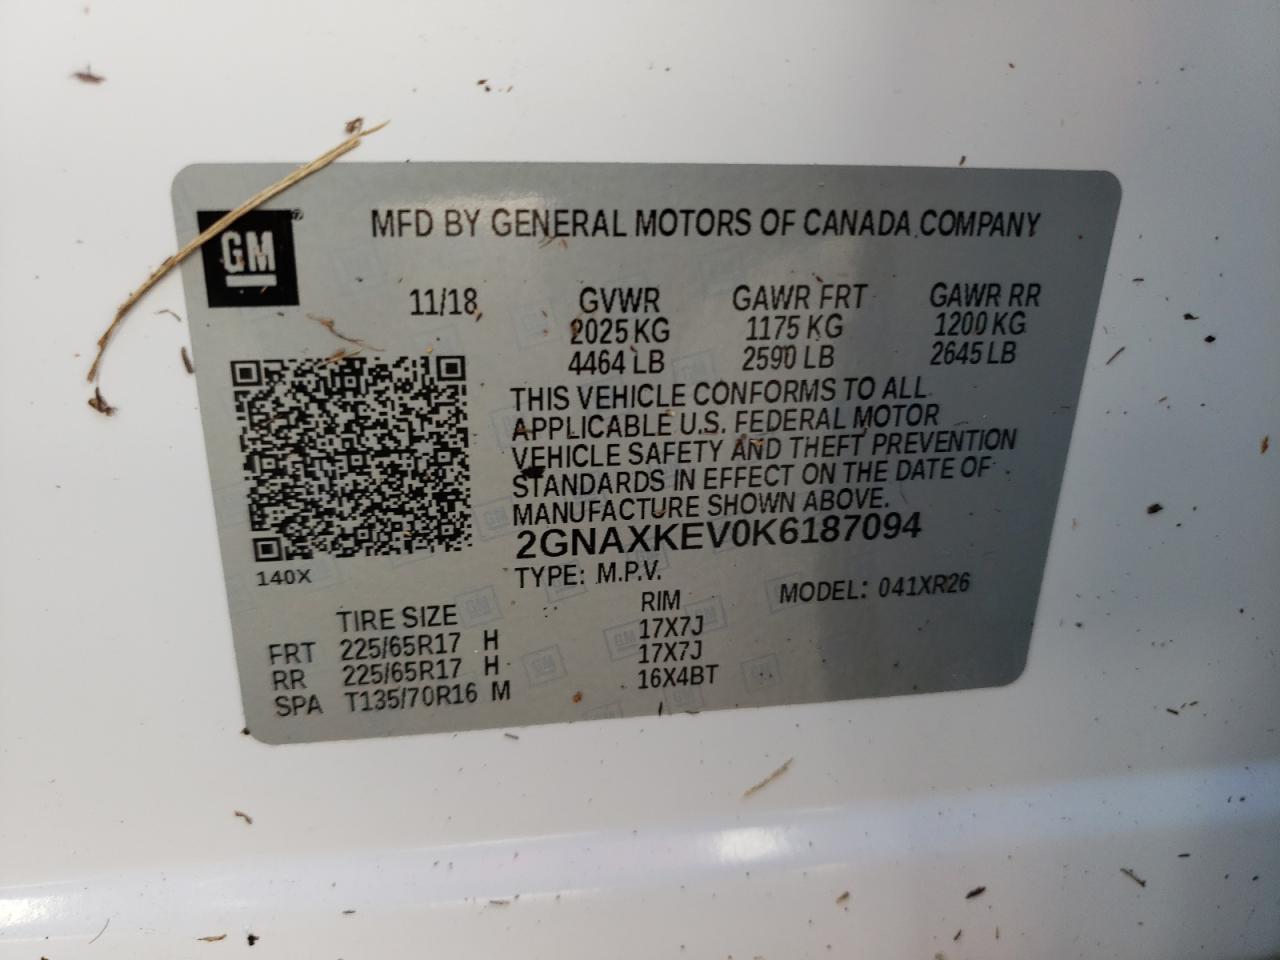 GM
MFD BY GENERAL MOTORS OF CANADA COMPANY
11/18 GVWR GAWR FRT GAWR RR
2025 KG 1175 KG 1200 KG
4464 LB 2590 LB 2645 LB
THIS VEHICLE CONFORMS TO ALL
APPLICABLE U.S. FEDERAL MOTOR
VEHICLE SAFETY AND THEFT PREVENTION
STANDARDS IN EFFECT ON THE DATE OF
MANUFACTURE SHOWN ABOVE.
2GNAXKEV0K6187094
140X
TYPE: M.P.V. MODEL: 041XR26
TIRE SIZE RIM
FRT 225/65R17 H 17X7J
RR 225/65R17 H 17X7J
SPA T135/70R16 M 16X4BT